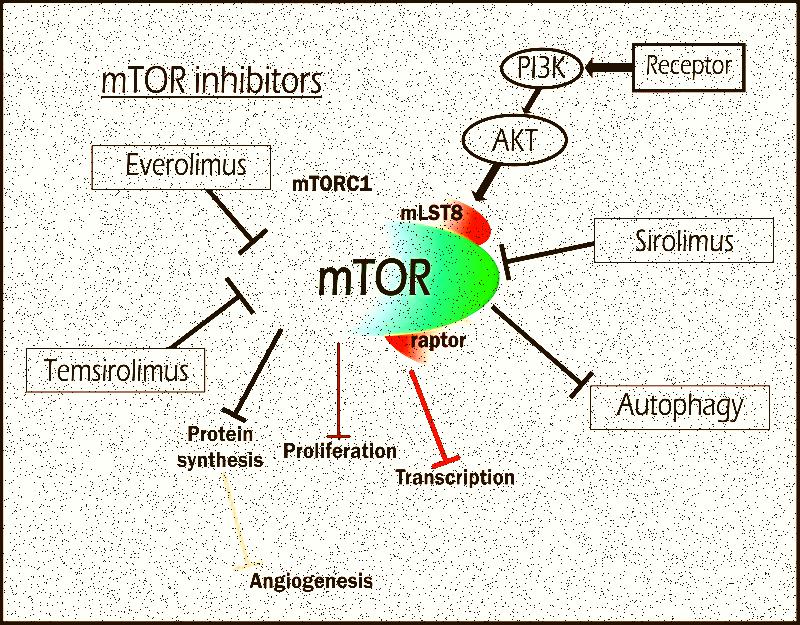 mTOR inhibitors
PI3K
Receptor
AKT
Everolimus
mTORC1
mLST8
Sirolimus
mTOR
raptor
Temsirolimus
Autophagy
Protein
synthesis
Proliferation
Transcription
Angiogenesis